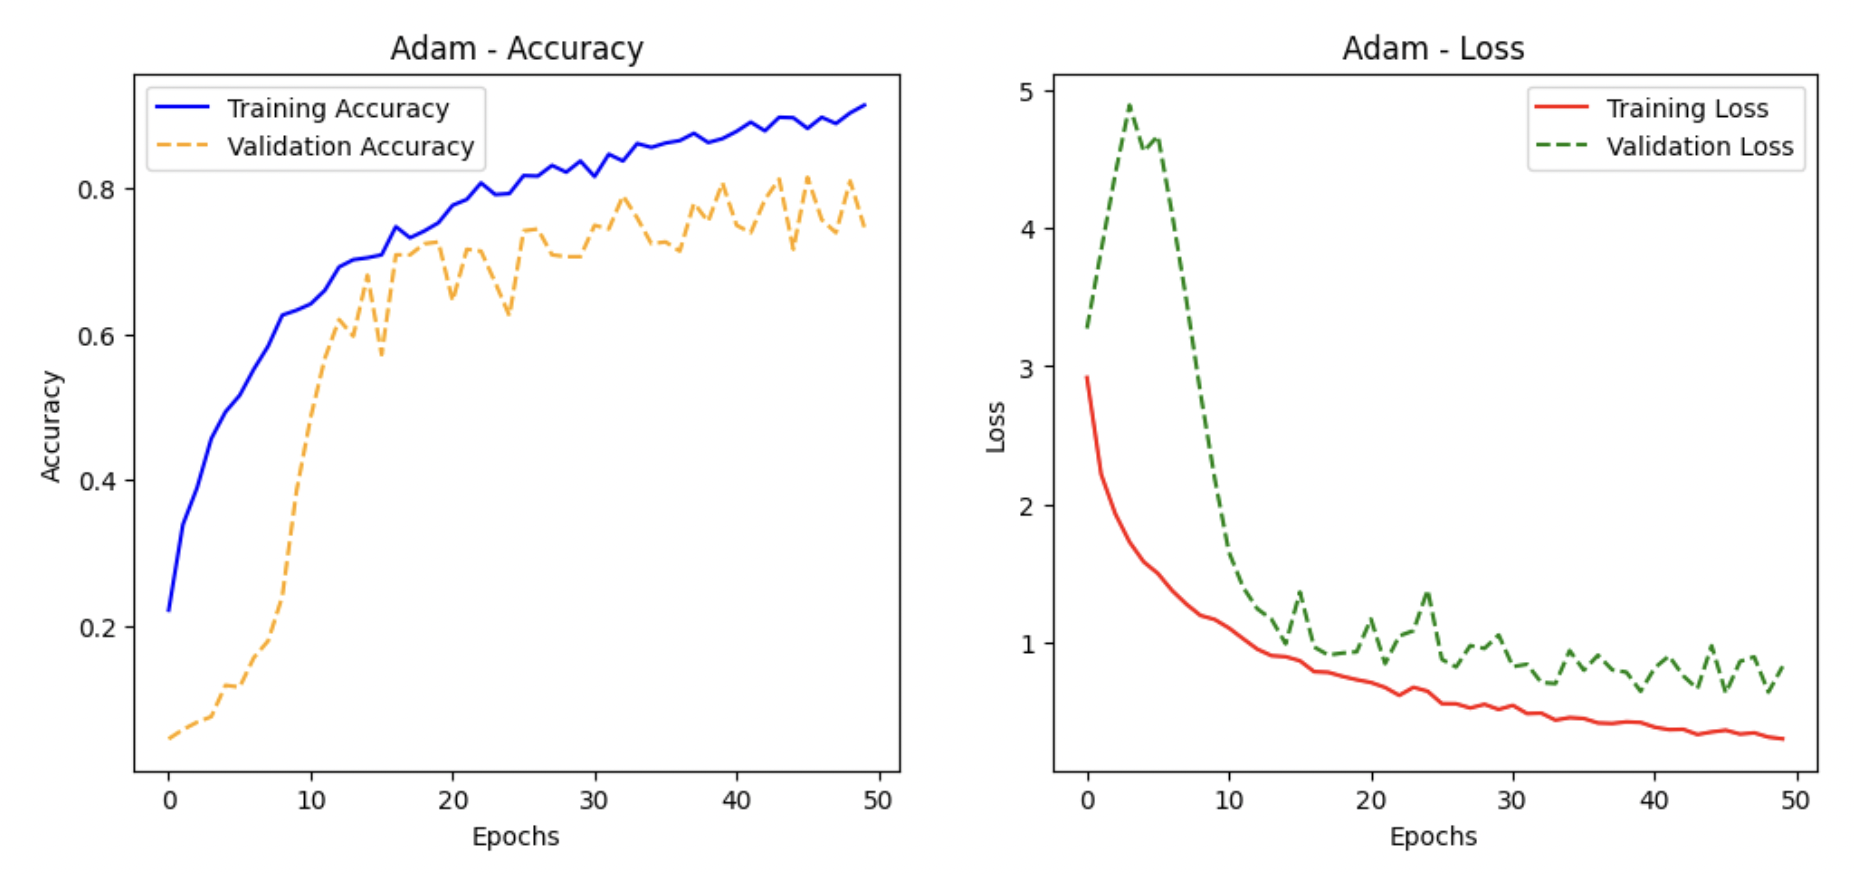 Adam - Accuracy
Training Accuracy
Validation Accuracy
0.8
0.6
0.4
0.2
Accuracy
0 10 20 30 40 50
Epochs
Adam - Loss
Training Loss
Validation Loss
5
4
3
2
1
Loss
0 10 20 30 40 50
Epochs